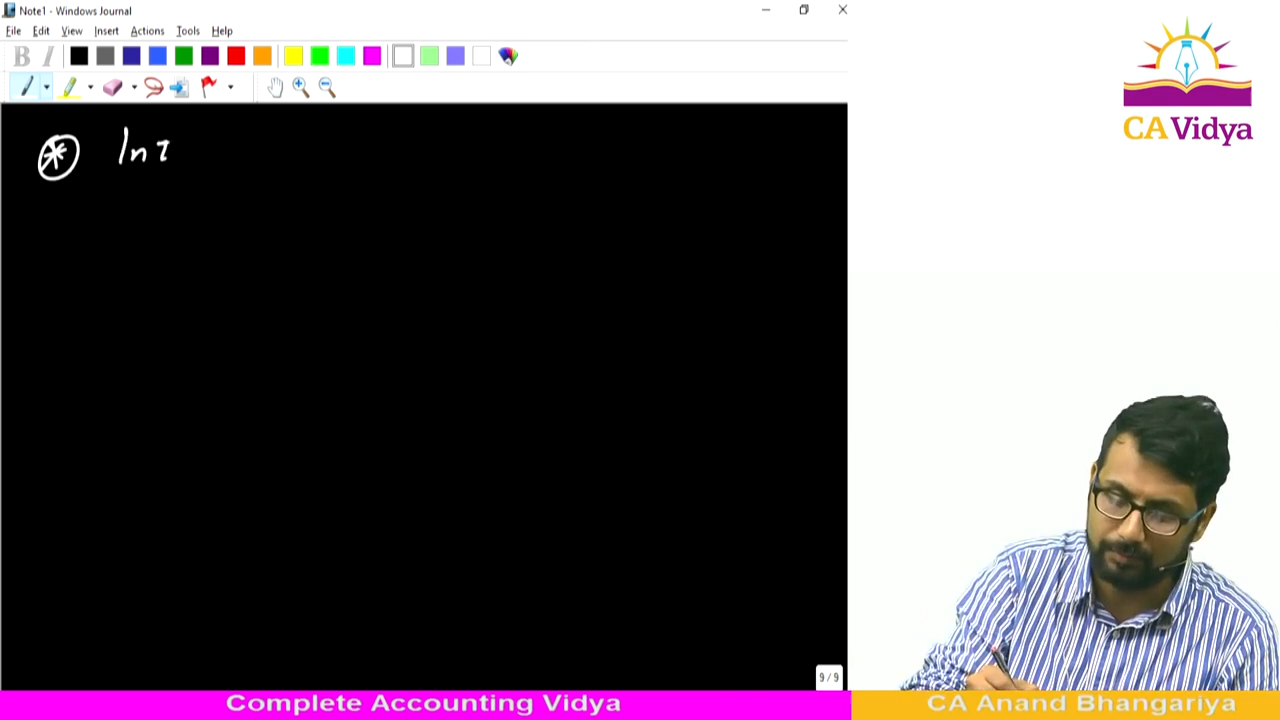 Note1 - Windows Journal
File Edit View Insert Actions Tools Help
B I
CA Vidya
9 / 9
Complete Accounting Vidya
CA Anand Bhangariya